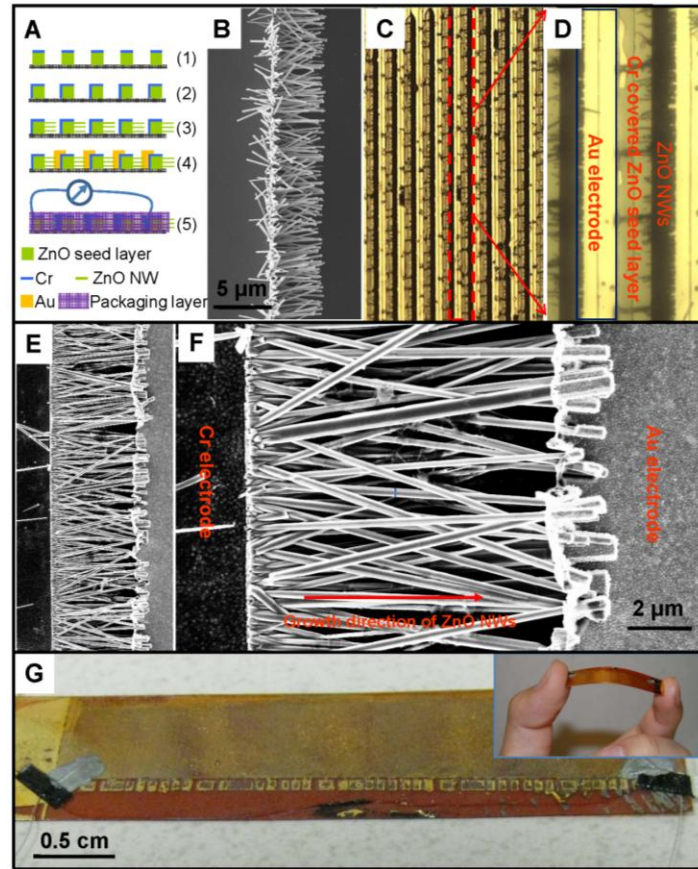 A
(1)
(2)
(3)
(4)
(5)
ZnO seed layer
Cr
ZnO NW
Au
Packaging layer
B
5 µm
C
D
Au electrode
Cr covered ZnO seed layer
ZnO NWs
E
F
Cr electrode
Au electrode
Growth direction of ZnO NWs
2 µm
G
0.5 cm